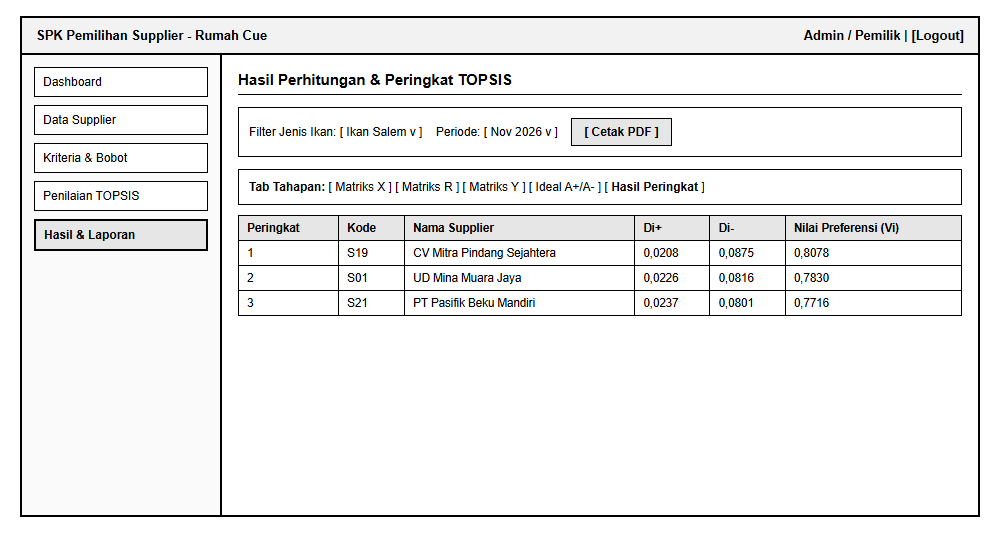 SPK Pemilihan Supplier - Rumah Cue
Admin / Pemilik | [Logout]
Dashboard
Data Supplier
Kriteria & Bobot
Penilaian TOPSIS
Hasil & Laporan
Hasil Perhitungan & Peringkat TOPSIS
Filter Jenis Ikan: [ Ikan Salem v ] Periode: [ Nov 2026 v ] [ Cetak PDF ]
Tab Tahapan: [ Matriks X ] [ Matriks R ] [ Matriks Y ] [ Ideal A+/A- ] [ Hasil Peringkat ]
Peringkat Kode Nama Supplier Di+ Di- Nilai Preferensi (Vi)
1 S19 CV Mitra Pindang Sejahtera 0,0208 0,0875 0,8078
2 S01 UD Mina Muara Jaya 0,0226 0,0816 0,7830
3 S21 PT Pasifik Beku Mandiri 0,0237 0,0801 0,7716